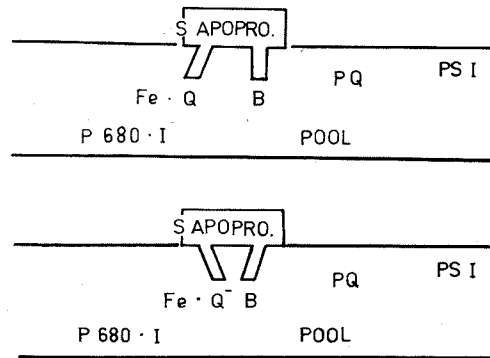 S APOPRO.
PQ PS I
Fe · Q B
P 680 · I POOL
S APOPRO.
PQ PS I
Fe · Q⁻ B
P 680 · I POOL